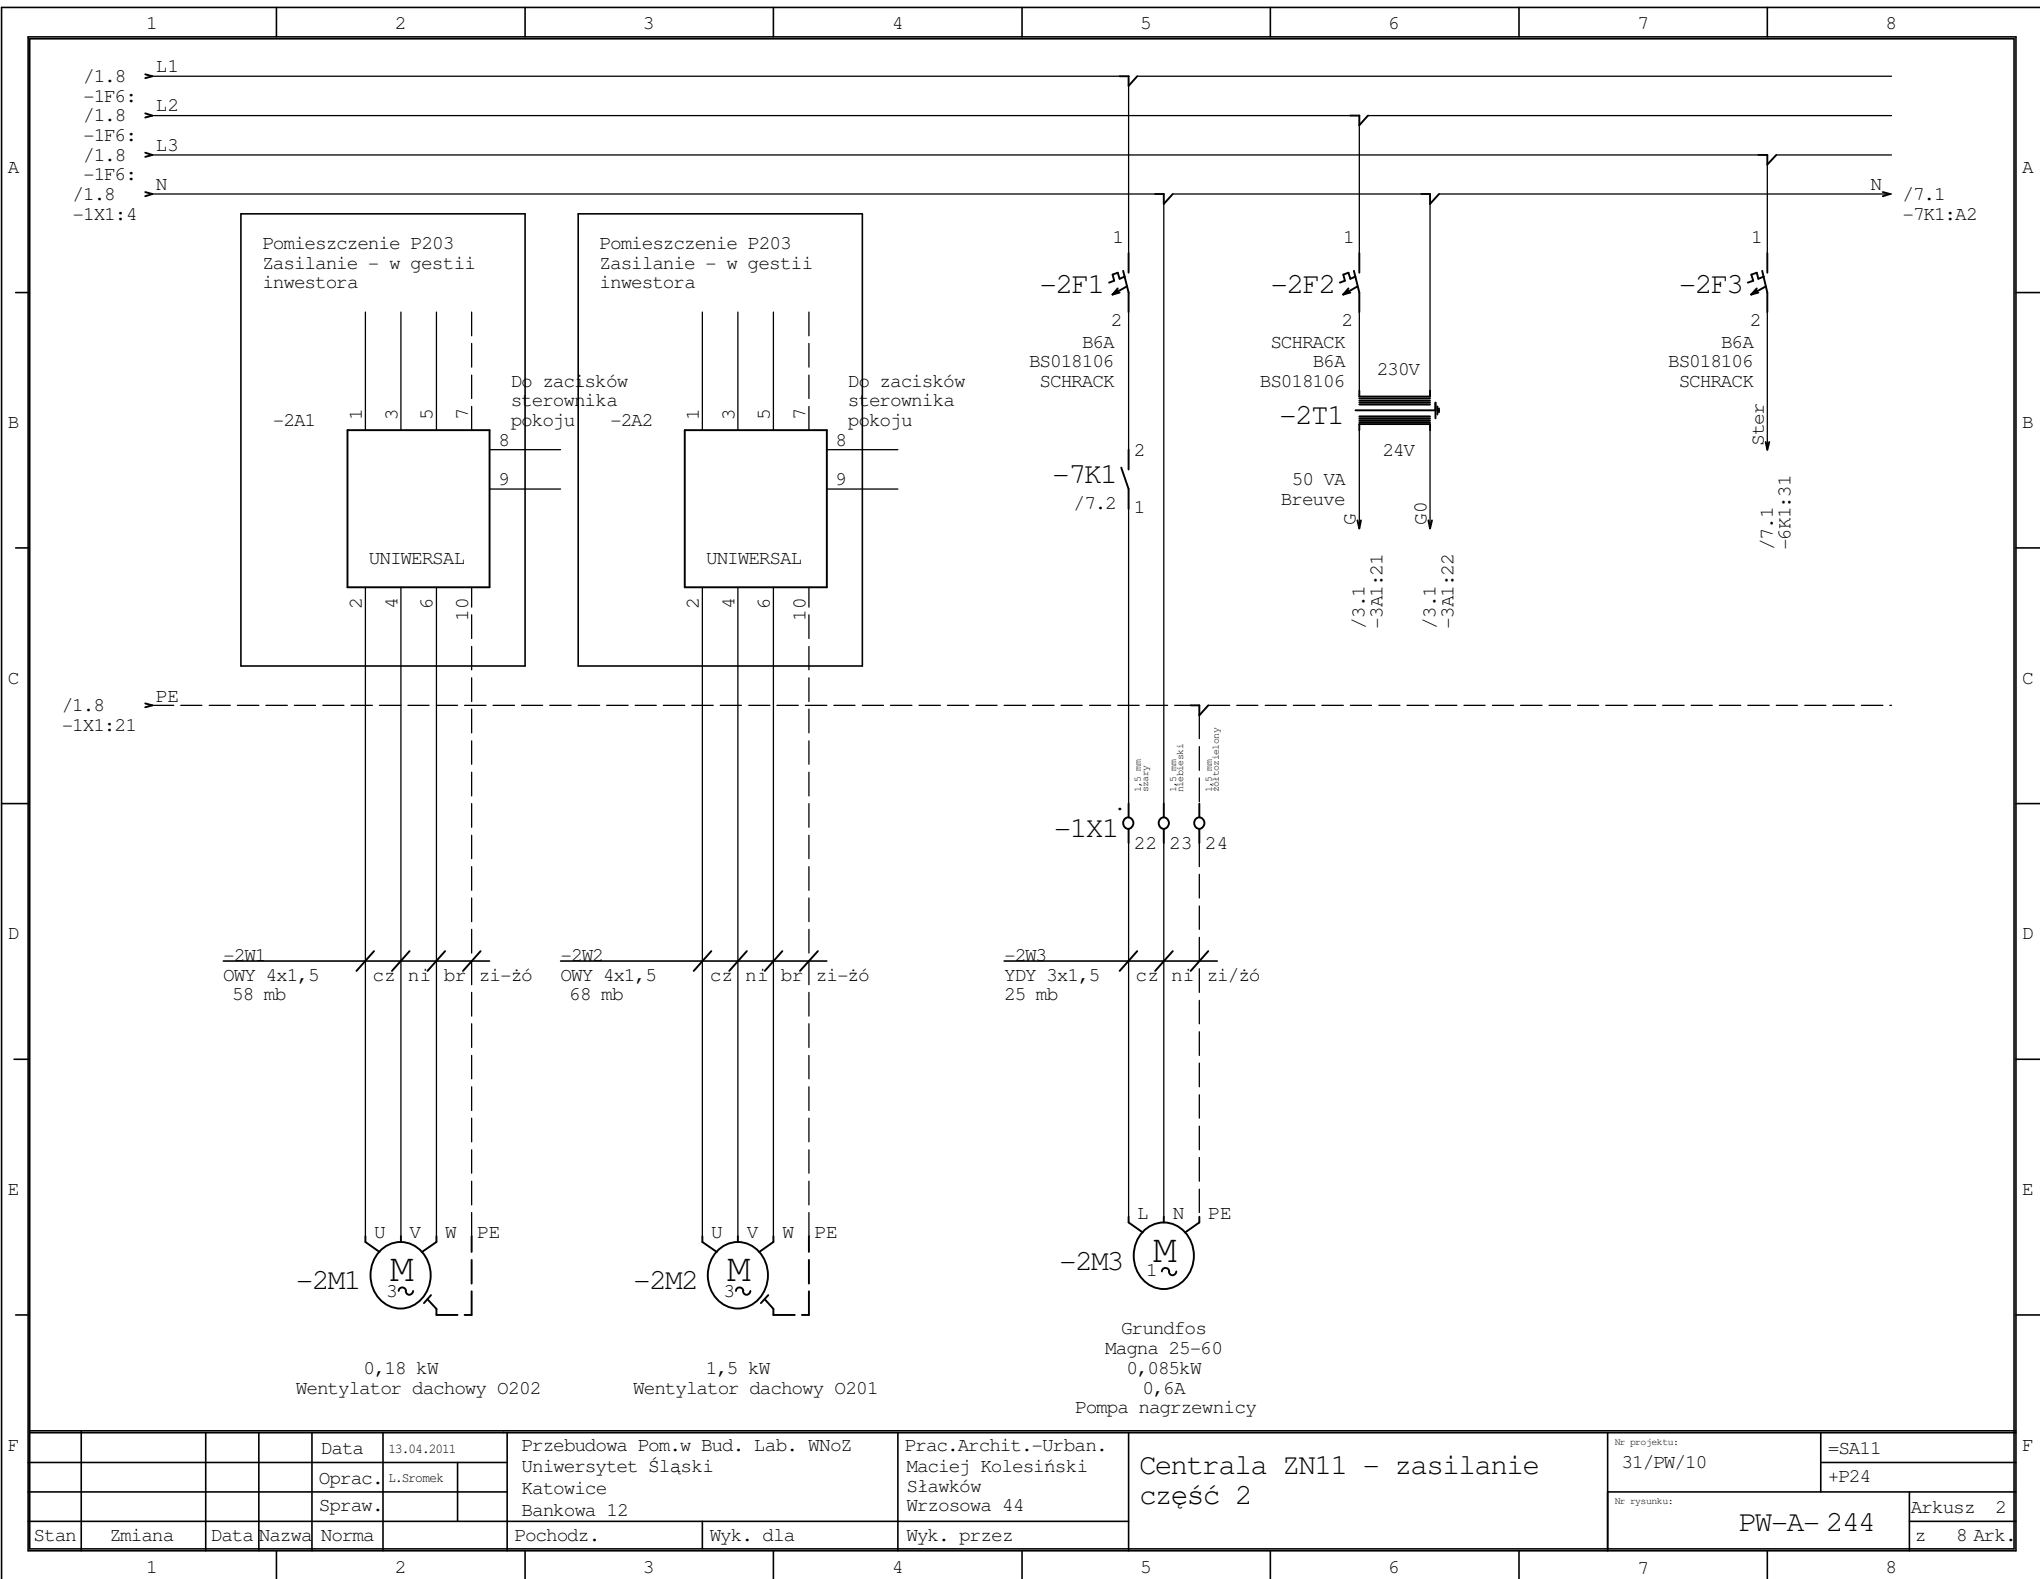 1 2 3 4 5 6 7 8
/1.8 L1
-1F6:
/1.8 L2
-1F6:
/1.8 L3
-1F6:
/1.8 N
-1X1:4
N /7.1
-7K1:A2
A A
Pomieszczenie P203
Zasilanie - w gestii
inwestora
Pomieszczenie P203
Zasilanie - w gestii
inwestora
1
-2F1
2
B6A
BS018106
SCHRACK
1
-2F2
2
SCHRACK
B6A
BS018106
1
-2F3
2
B6A
BS018106
SCHRACK
Do zacisków
sterownika
pokoju
Do zacisków
sterownika
pokoju
B B
-2A1
1 3 5 7
8
9
UNIWERSAL
2 4 6 10
-2A2
1 3 5 7
8
9
UNIWERSAL
2 4 6 10
2
-7K1
/7.2 1
230V
-2T1
24V
50 VA
Breuve
G G0
/3.1
-3A1:21
/3.1
-3A1:22
Ster
/7.1
-6K1:31
C C
/1.8 PE
-1X1:21
1,5 mm
szary
1,5 mm
niebieski
1,5 mm
żółtozielony
-1X1
22 23 24
D D
-2W1
OWY 4x1,5 cz ni br zi-żó
58 mb
-2W2
OWY 4x1,5 cz ni br zi-żó
68 mb
-2W3
YDY 3x1,5 cz ni zi/żó
25 mb
E E
U V W PE
-2M1 M
3~
U V W PE
-2M2 M
3~
L N PE
-2M3 M
1~
0,18 kW
Wentylator dachowy O202
1,5 kW
Wentylator dachowy O201
Grundfos
Magna 25-60
0,085kW
0,6A
Pompa nagrzewnicy
F F
Data 13.04.2011
Oprac. L.Sromek
Spraw.
Stan Zmiana Data Nazwa Norma
Przebudowa Pom.w Bud. Lab. WNoZ
Uniwersytet Śląski
Katowice
Bankowa 12
Pochodz. Wyk. dla
Prac.Archit.-Urban.
Maciej Kolesiński
Sławków
Wrzosowa 44
Wyk. przez
Centrala ZN11 - zasilanie
część 2
Nr projektu:
31/PW/10
=SA11
+P24
Nr rysunku:
PW-A- 244
Arkusz 2
z 8 Ark.
1 2 3 4 5 6 7 8